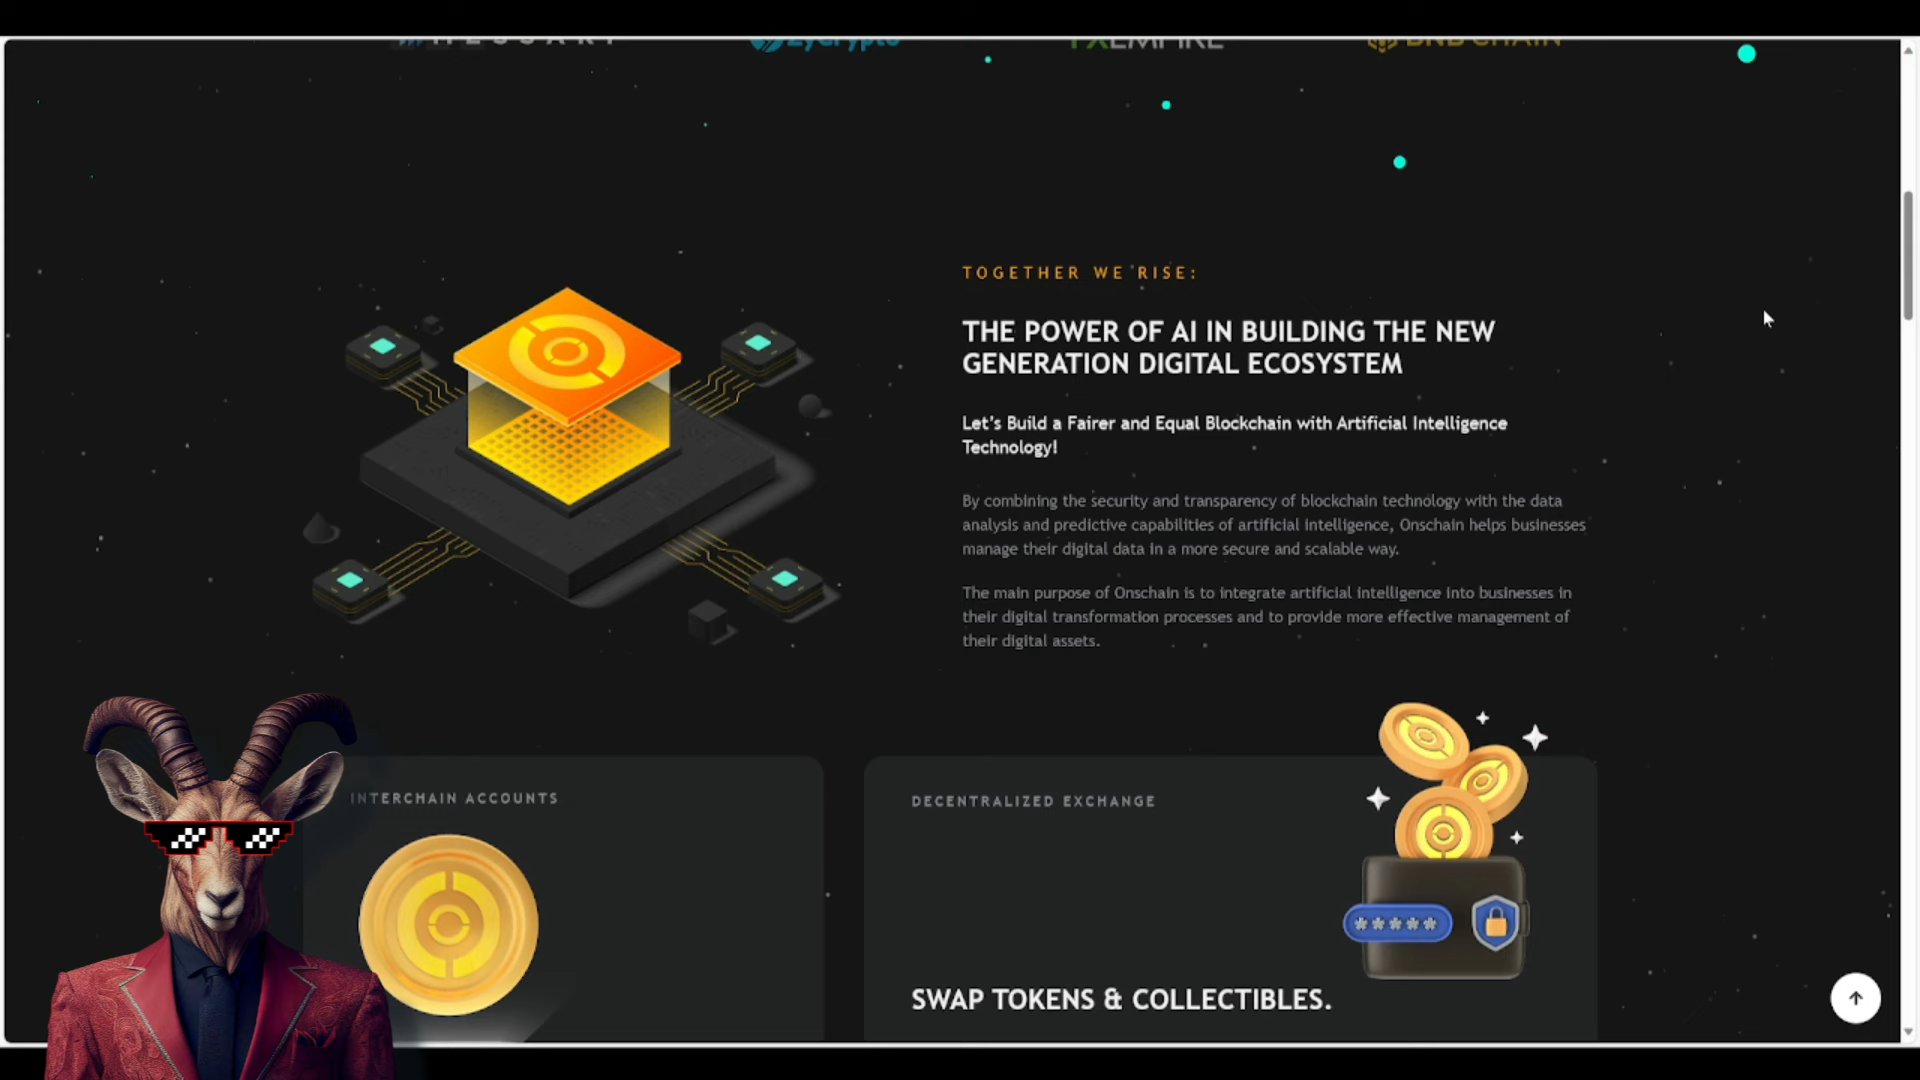 ZyCrypto
FXEMPIRE
BNB CHAIN
TOGETHER WE RISE:
THE POWER OF AI IN BUILDING THE NEW
GENERATION DIGITAL ECOSYSTEM
Let's Build a Fairer and Equal Blockchain with Artificial Intelligence
Technology!
By combining the security and transparency of blockchain technology with the data
analysis and predictive capabilities of artificial intelligence, Onschain helps businesses
manage their digital data in a more secure and scalable way.
The main purpose of Onschain is to integrate artificial intelligence into businesses in
their digital transformation processes and to provide more effective management of
their digital assets.
INTERCHAIN ACCOUNTS
DECENTRALIZED EXCHANGE
*****
SWAP TOKENS & COLLECTIBLES.